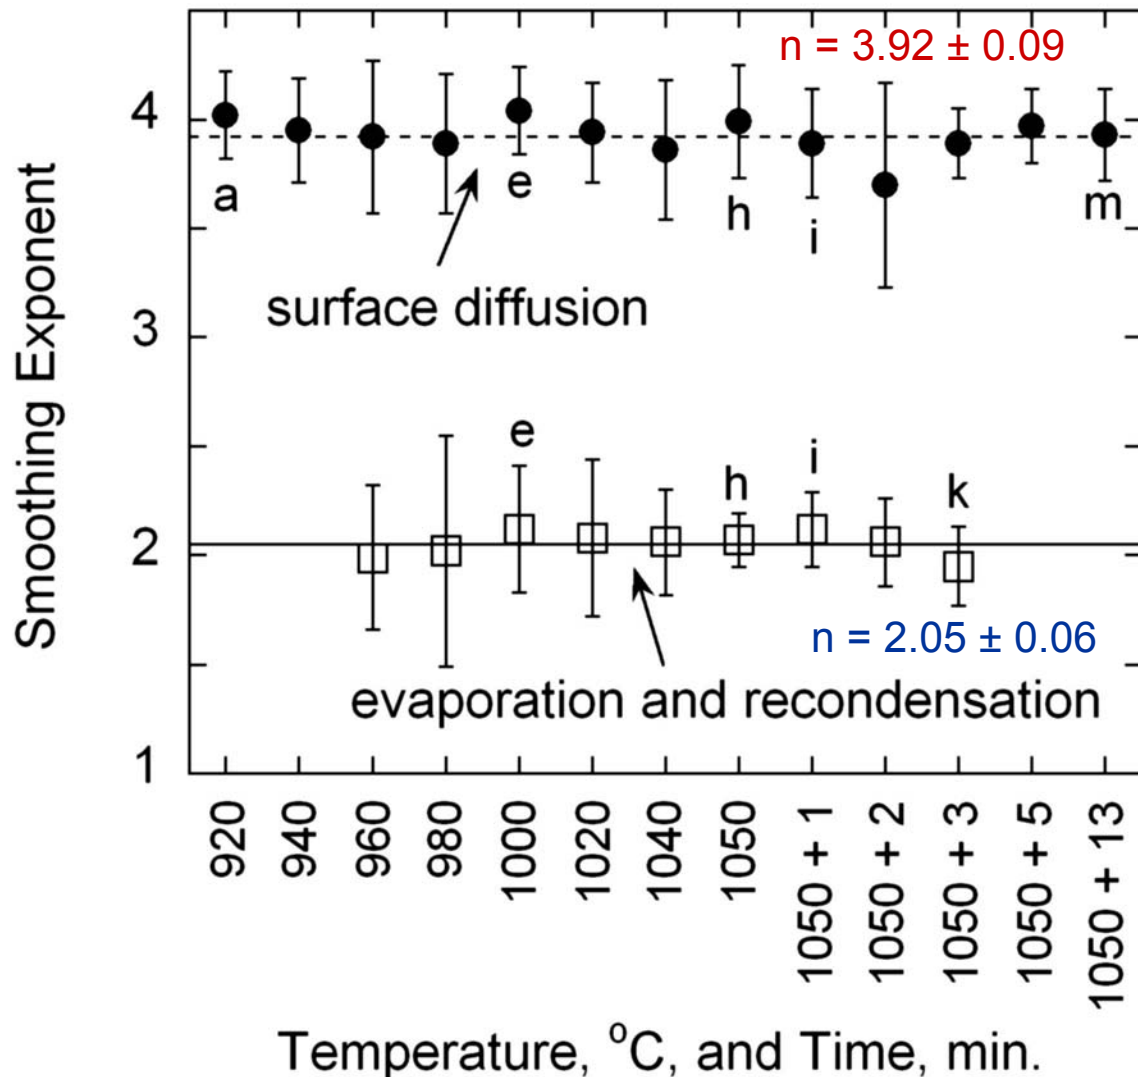 n = 3.92 ± 0.09
4
a
e
h
i
m
surface diffusion
3
Smoothing Exponent
e
h
i
k
2
n = 2.05 ± 0.06
evaporation and recondensation
1
920
940
960
980
1000
1020
1040
1050
1050 + 1
1050 + 2
1050 + 3
1050 + 5
1050 + 13
Temperature, °C, and Time, min.